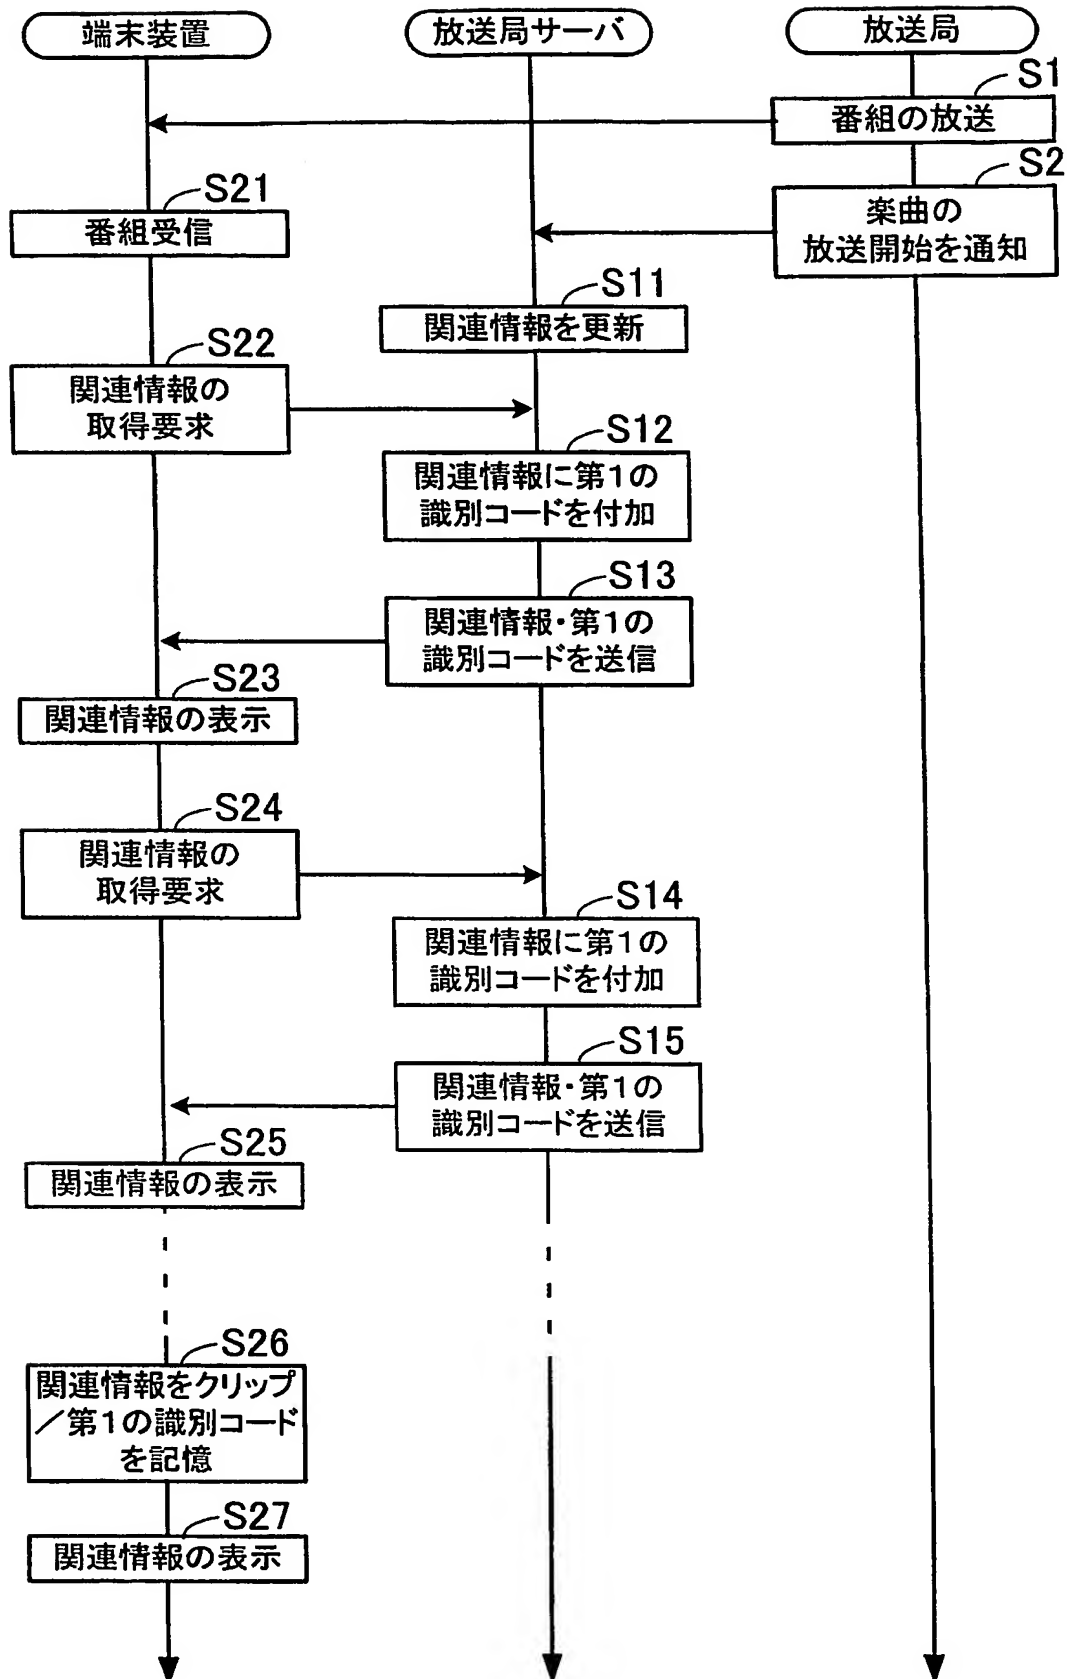 端末装置
放送局サーバ
放送局
S1
番組の放送
S2
楽曲の
放送開始を通知
S21
番組受信
S11
関連情報を更新
S22
関連情報の
取得要求
S12
関連情報に第1の
識別コードを付加
S13
関連情報・第1の
識別コードを送信
S23
関連情報の表示
S24
関連情報の
取得要求
S14
関連情報に第1の
識別コードを付加
S15
関連情報・第1の
識別コードを送信
S25
関連情報の表示
S26
関連情報をクリップ
／第1の識別コード
を記憶
S27
関連情報の表示